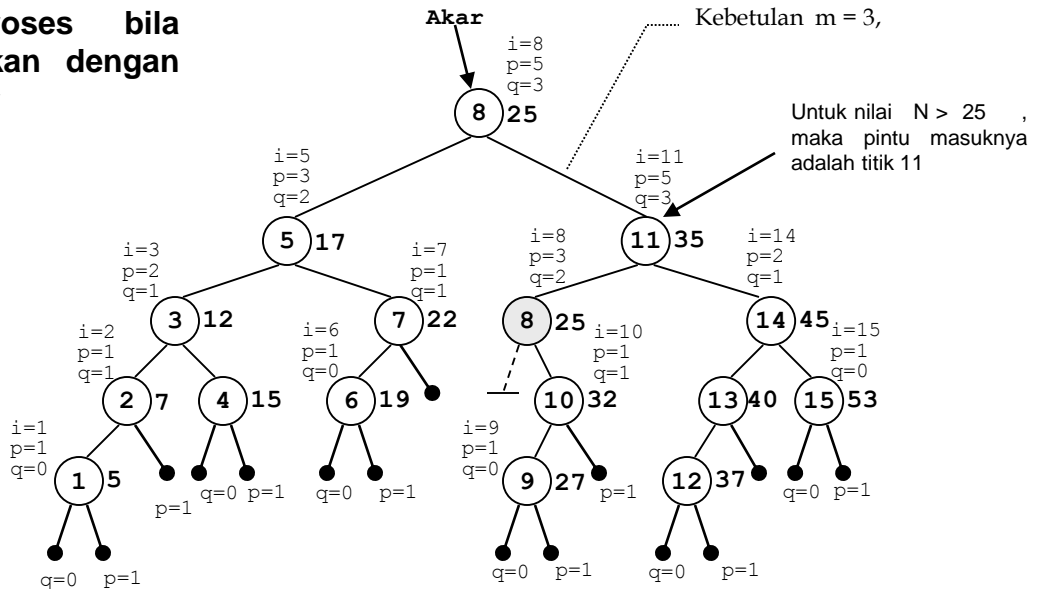 oses bila
kan dengan
Akar
Kebetulan m = 3,
i=8
p=5
q=3
8 25
Untuk nilai N > 25 ,
maka pintu masuknya
adalah titik 11
i=5
p=3
q=2
i=11
p=5
q=3
5 17
11 35
i=3
p=2
q=1
i=7
p=1
q=1
i=8
p=3
q=2
i=14
p=2
q=1
3 12
7 22
8 25
14 45
i=2
p=1
q=1
i=6
p=1
q=0
i=10
p=1
q=1
i=15
p=1
q=0
2 7
4 15
6 19
10 32
13 40
15 53
i=1
p=1
q=0
i=9
p=1
q=0
1 5
p=1
q=0 p=1
q=0 p=1
9 27
p=1
12 37
q=0 p=1
q=0 p=1
q=0 p=1
q=0 p=1